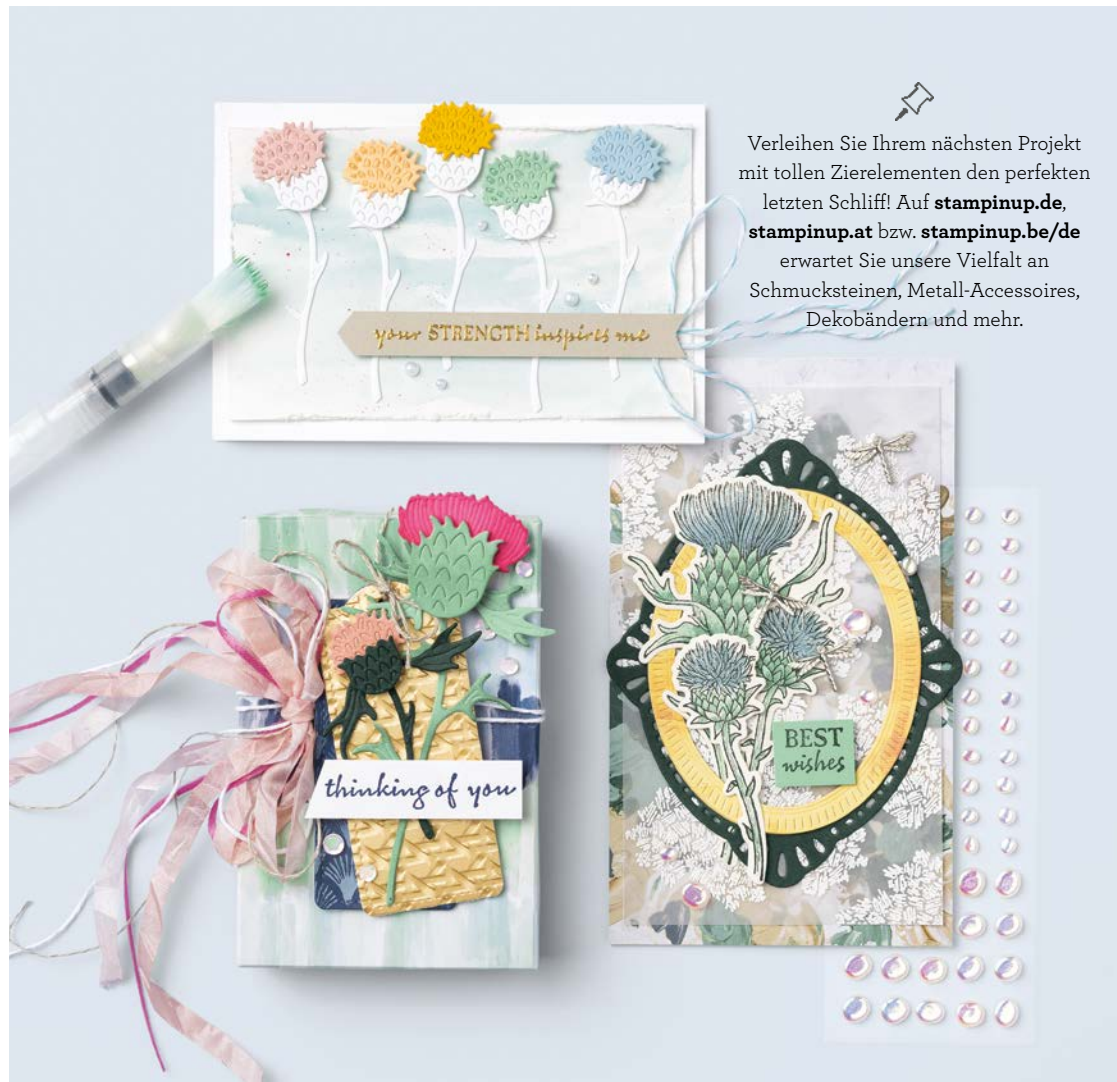 Verleihen Sie Ihrem nächsten Projekt
mit tollen Zierelementen den perfekten
letzten Schliff! Auf stampinup.de,
stampinup.at bzw. stampinup.be/de
erwartet Sie unsere Vielfalt an
Schmucksteinen, Metall-Accessoires,
Dekobändern und mehr.
your STRENGTH inspires me
thinking of you
BEST
wishes